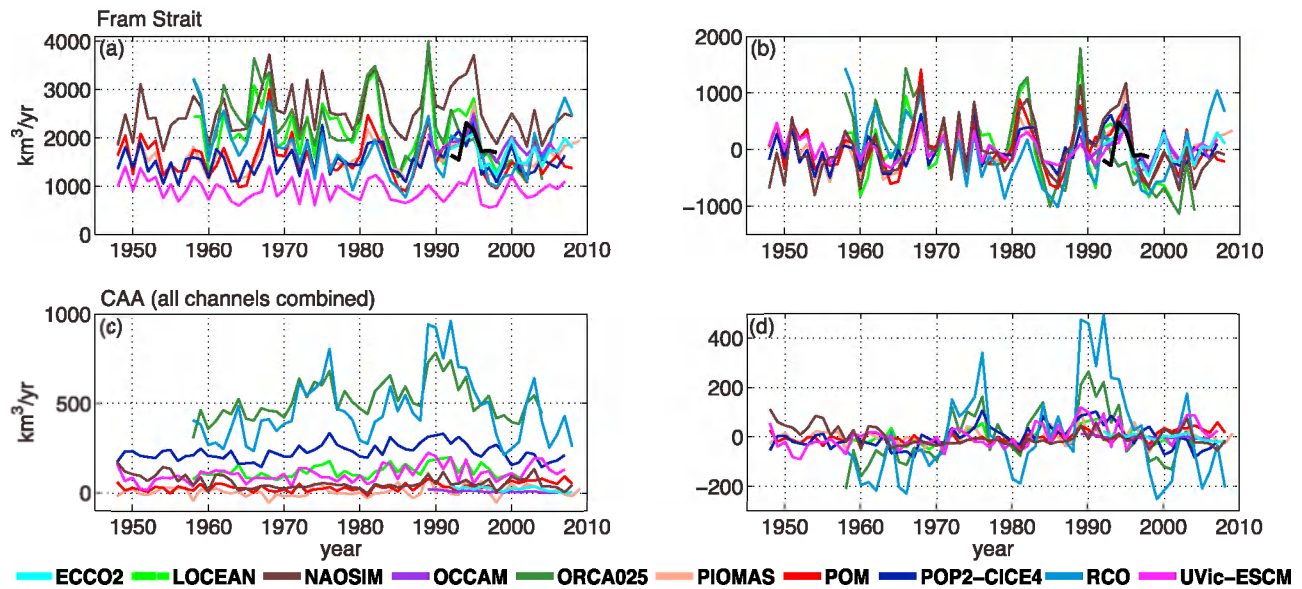 Fram Strait
(a)
4000
3000
2000
1000
0
km³/yr
1950 1960 1970 1980 1990 2000 2010
(b)
2000
1000
0
−1000
1950 1960 1970 1980 1990 2000 2010
CAA (all channels combined)
(c)
1000
500
0
km³/yr
1950 1960 1970 1980 1990 2000 2010
year
(d)
400
200
0
−200
1950 1960 1970 1980 1990 2000 2010
year
ECCO2 LOCEAN NAOSIM OCCAM ORCA025 PIOMAS POM POP2−CICE4 RCO UVic−ESCM